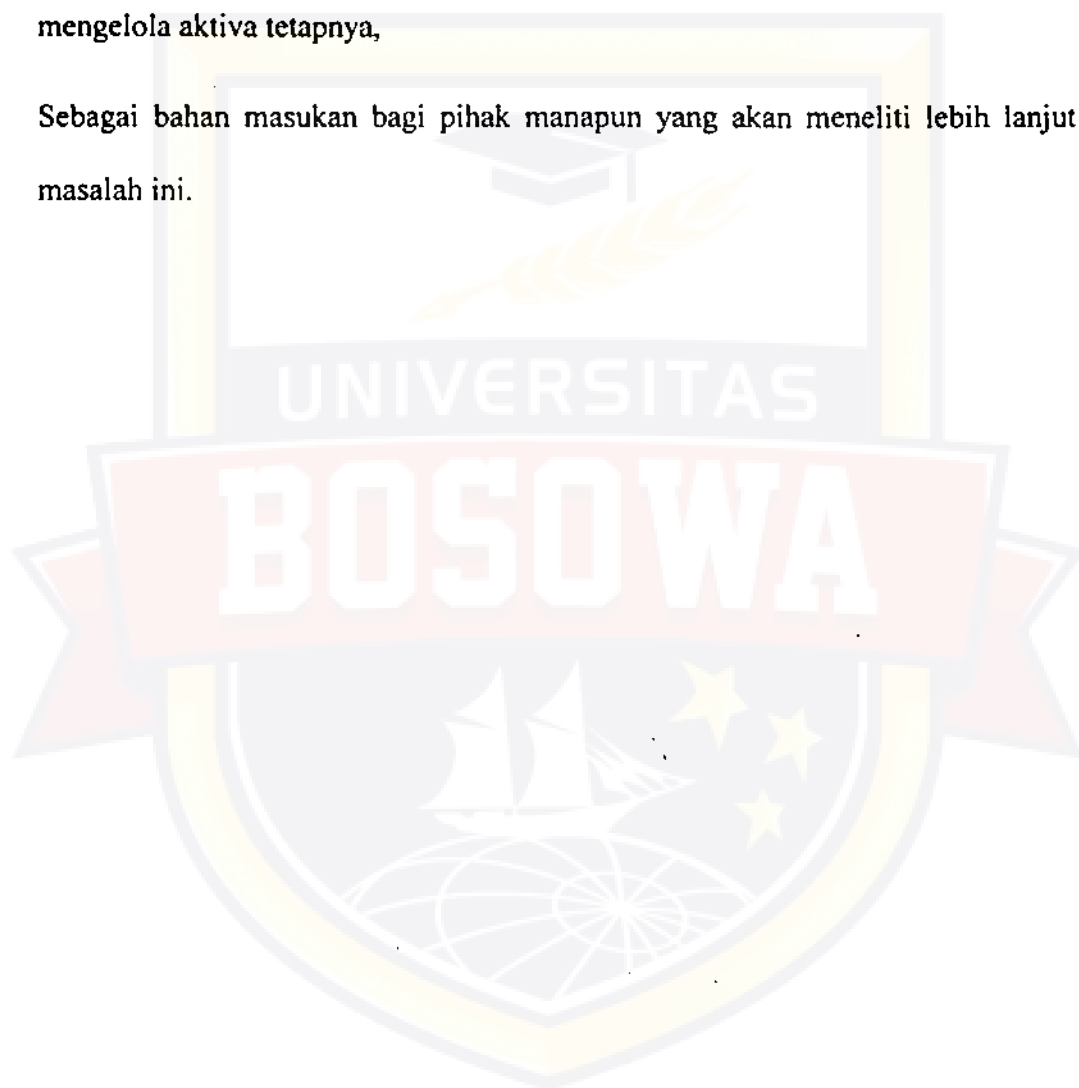 mengelola aktiva tetapnya,
Sebagai bahan masukan bagi pihak manapun yang akan meneliti lebih lanjut
masalah ini.
UNIVERSITAS
BOSOWA